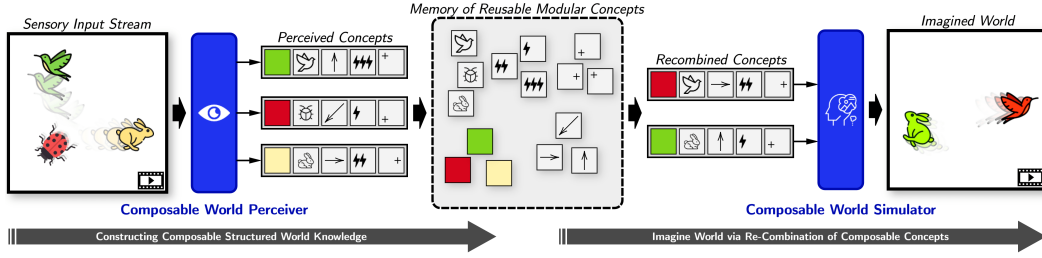 Memory of Reusable Modular Concepts
Sensory Input Stream
Perceived Concepts
Recombined Concepts
Imagined World
Composable World Perceiver
Composable World Simulator
Constructing Composable Structured World Knowledge
Imagine World via Re-Combination of Composable Concepts